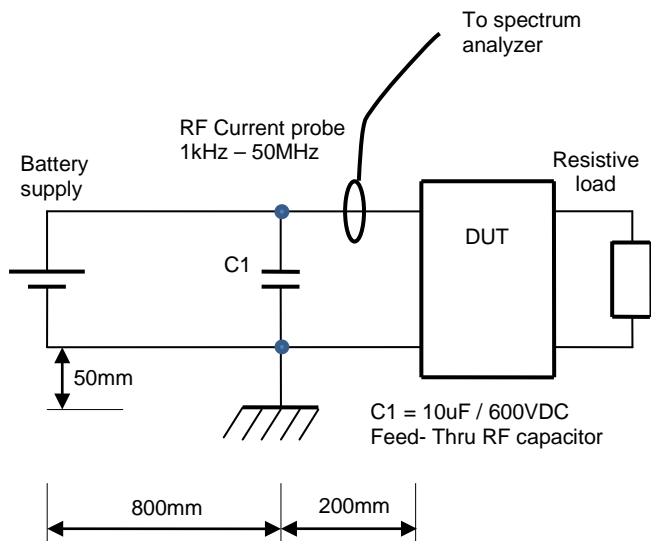 To spectrum
analyzer
RF Current probe
1kHz – 50MHz
Battery
supply
Resistive
load
DUT
C1
50mm
C1 = 10uF / 600VDC
Feed- Thru RF capacitor
800mm
200mm